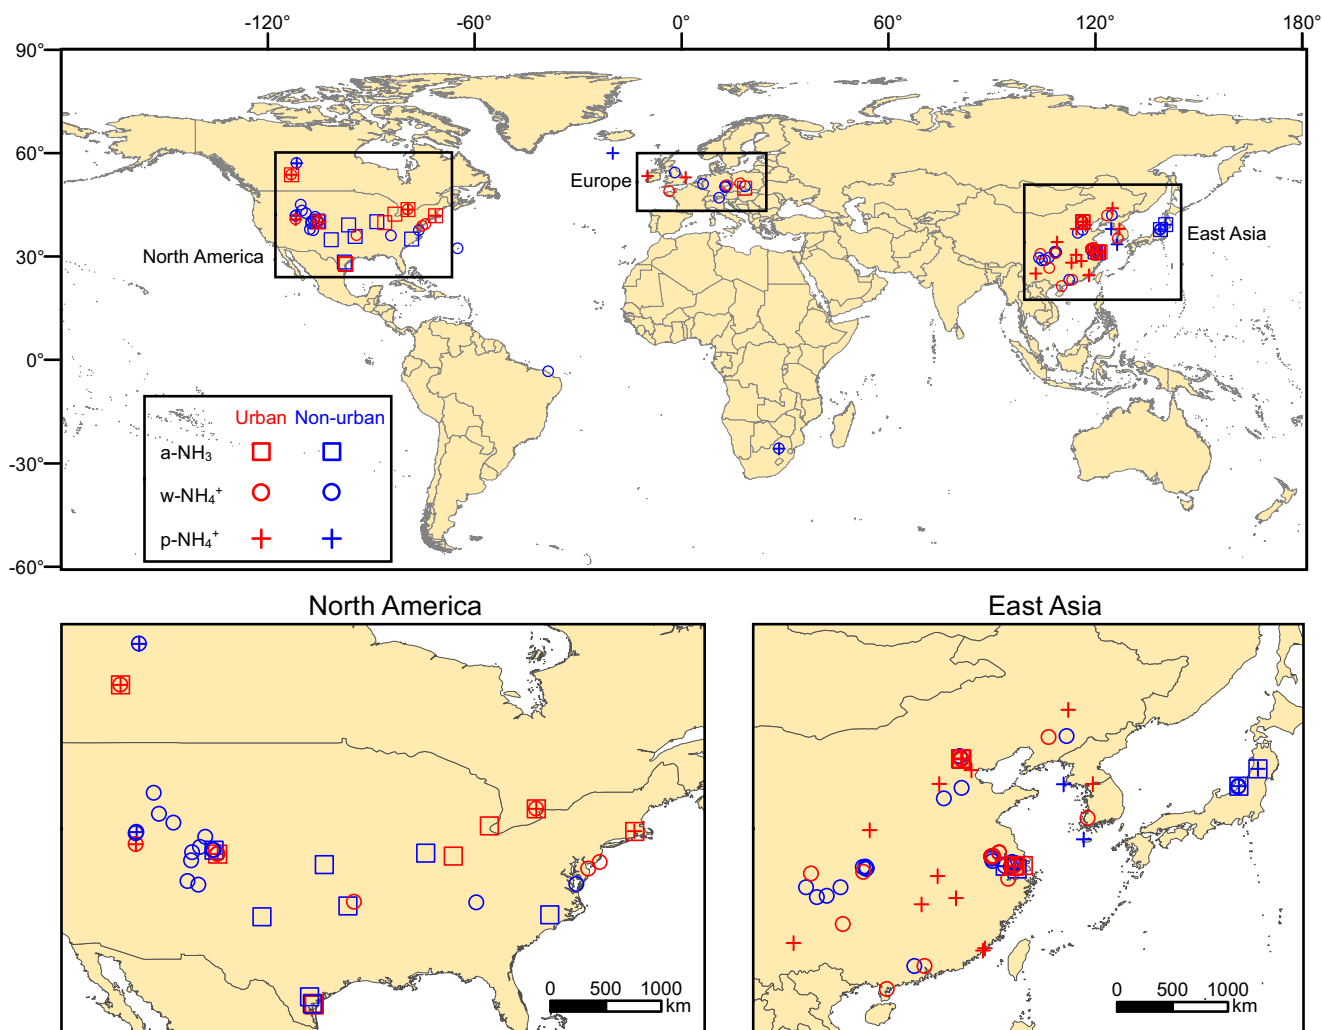 -120° -60° 0° 60° 120° 180°
90°
60°
30°
0°
-30°
-60°
Europe
East Asia
North America
Urban Non-urban
a-NH₃
w-NH₄⁺
p-NH₄⁺
North America
East Asia
0 500 1000
km
0 500 1000
km